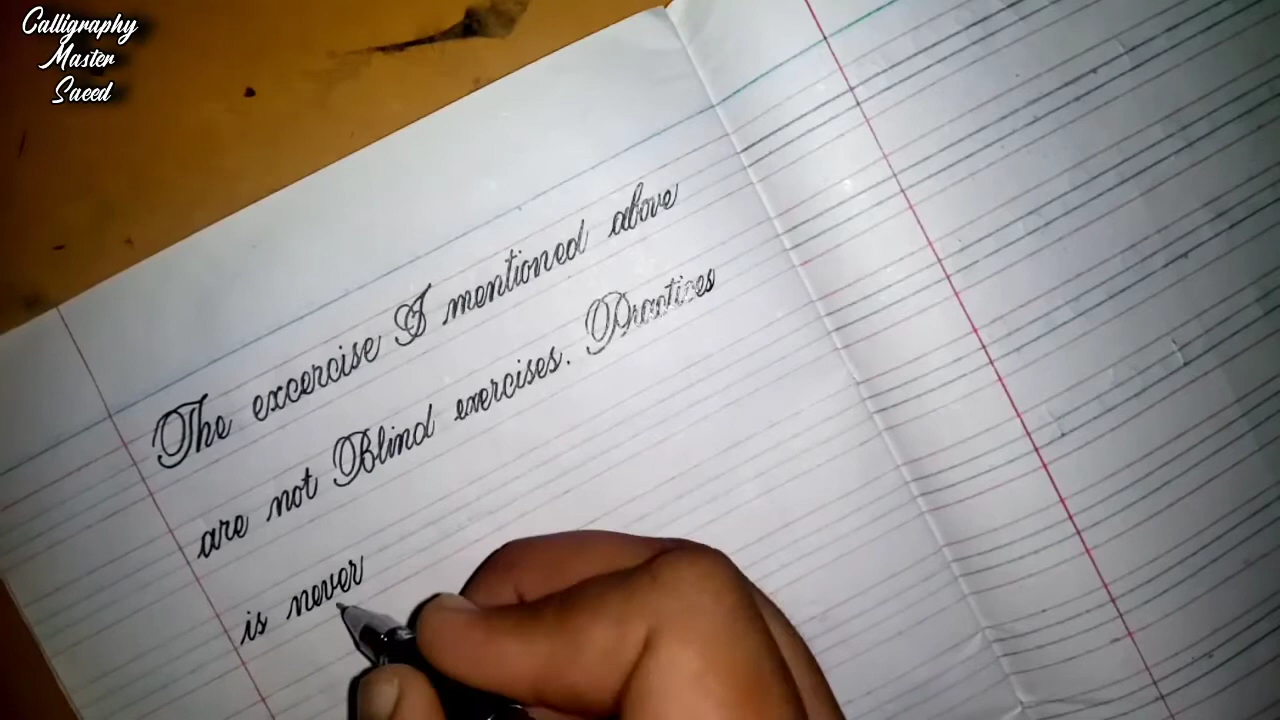 Calligraphy
Master
Saeed
The excercise I mentioned above
are not Blind exercises. Practices
is never